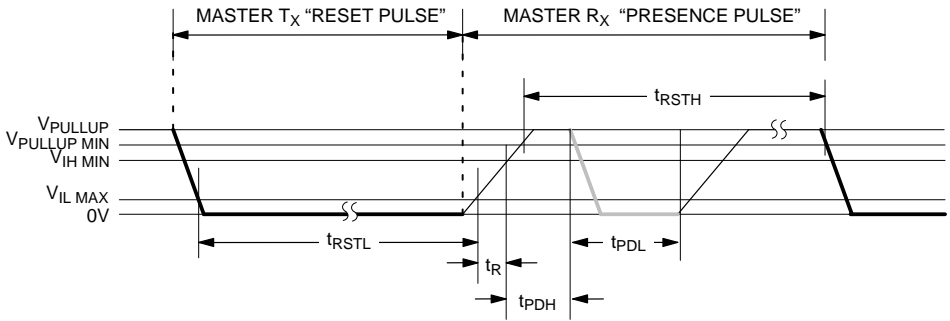 MASTER TX “RESET PULSE” MASTER RX “PRESENCE PULSE”
tRSTH
VPULLUP
VPULLUP MIN
VIH MIN
VIL MAX
0V
tRSTL
tPDL
tR
tPDH